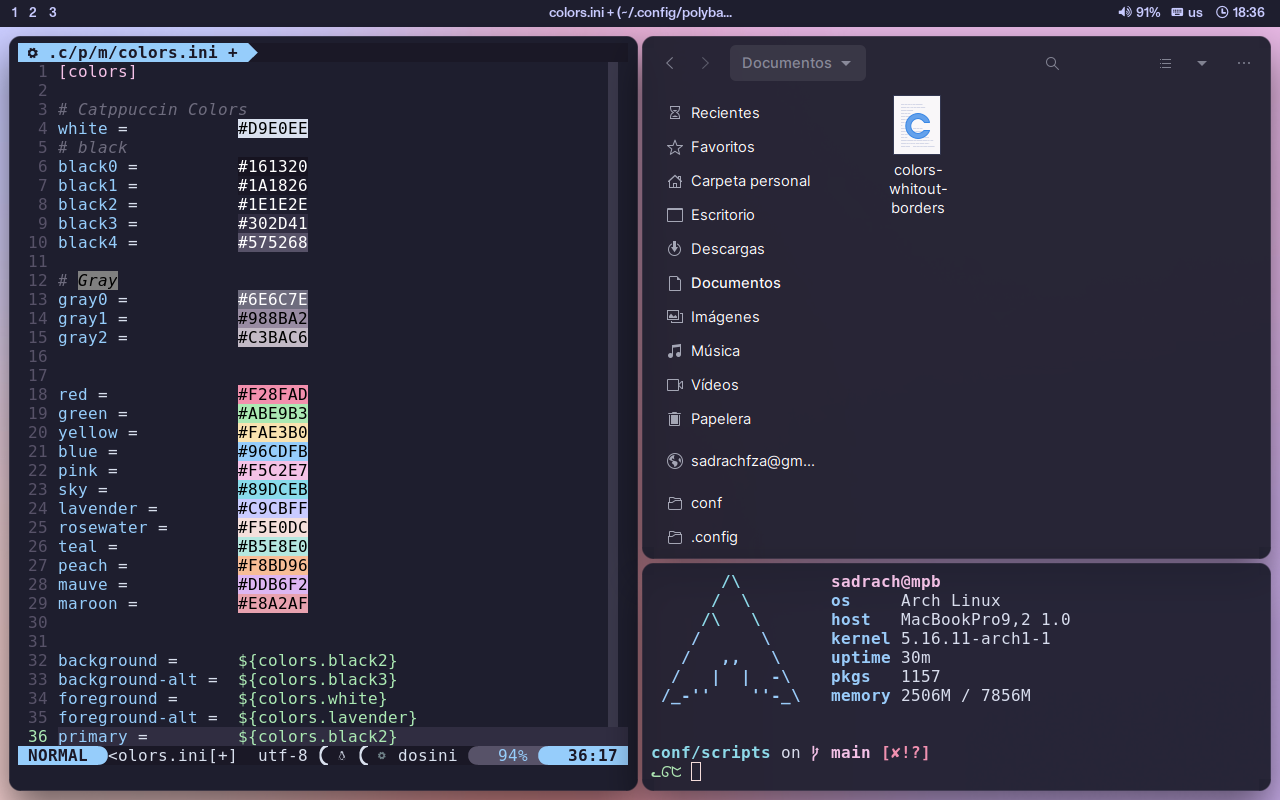 1 2 3
colors.ini + (~/.config/polyba...
91% us 18:36
.c/p/m/colors.ini +
1 [colors]
2
3 # Catppuccin Colors
4 white = #D9E0EE
5 # black
6 black0 = #161320
7 black1 = #1A1826
8 black2 = #1E1E2E
9 black3 = #302D41
10 black4 = #575268
11
12 # Gray
13 gray0 = #6E6C7E
14 gray1 = #988BA2
15 gray2 = #C3BAC6
16
17
18 red = #F28FAD
19 green = #ABE9B3
20 yellow = #FAE3B0
21 blue = #96CDFB
22 pink = #F5C2E7
23 sky = #89DCEB
24 lavender = #C9CBFF
25 rosewater = #F5E0DC
26 teal = #B5E8E0
27 peach = #F8BD96
28 mauve = #DDB6F2
29 maroon = #E8A2AF
30
31
32 background = ${colors.black2}
33 background-alt = ${colors.black3}
34 foreground = ${colors.white}
35 foreground-alt = ${colors.lavender}
36 primary = ${colors.black2}
NORMAL <olors.ini[+] utf-8 dosini 94% 36:17
Documentos
Recientes
Favoritos
Carpeta personal
Escritorio
Descargas
Documentos
Imágenes
Música
Vídeos
Papelera
sadrachfza@gm...
conf
.config
colors-
whitout-
borders
/\
/  \
/\   \
/      \
/   ,,   \
/   |  |  -\
/_-''    ''-_\
sadrach@mpb
os Arch Linux
host MacBookPro9,2 1.0
kernel 5.16.11-arch1-1
uptime 30m
pkgs 1157
memory 2506M / 7856M
conf/scripts on main [✘!?]